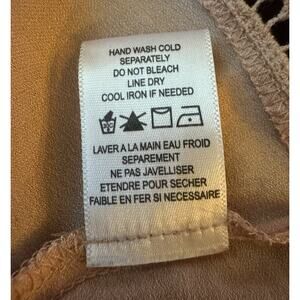 HAND WASH COLD
SEPARATELY
DO NOT BLEACH
LINE DRY
COOL IRON IF NEEDED
LAVER A LA MAIN EAU FROID
SEPAREMENT
NE PAS JAVELLISER
ETENDRE POUR SECHER
FAIBLE EN FER SI NECESSAIRE